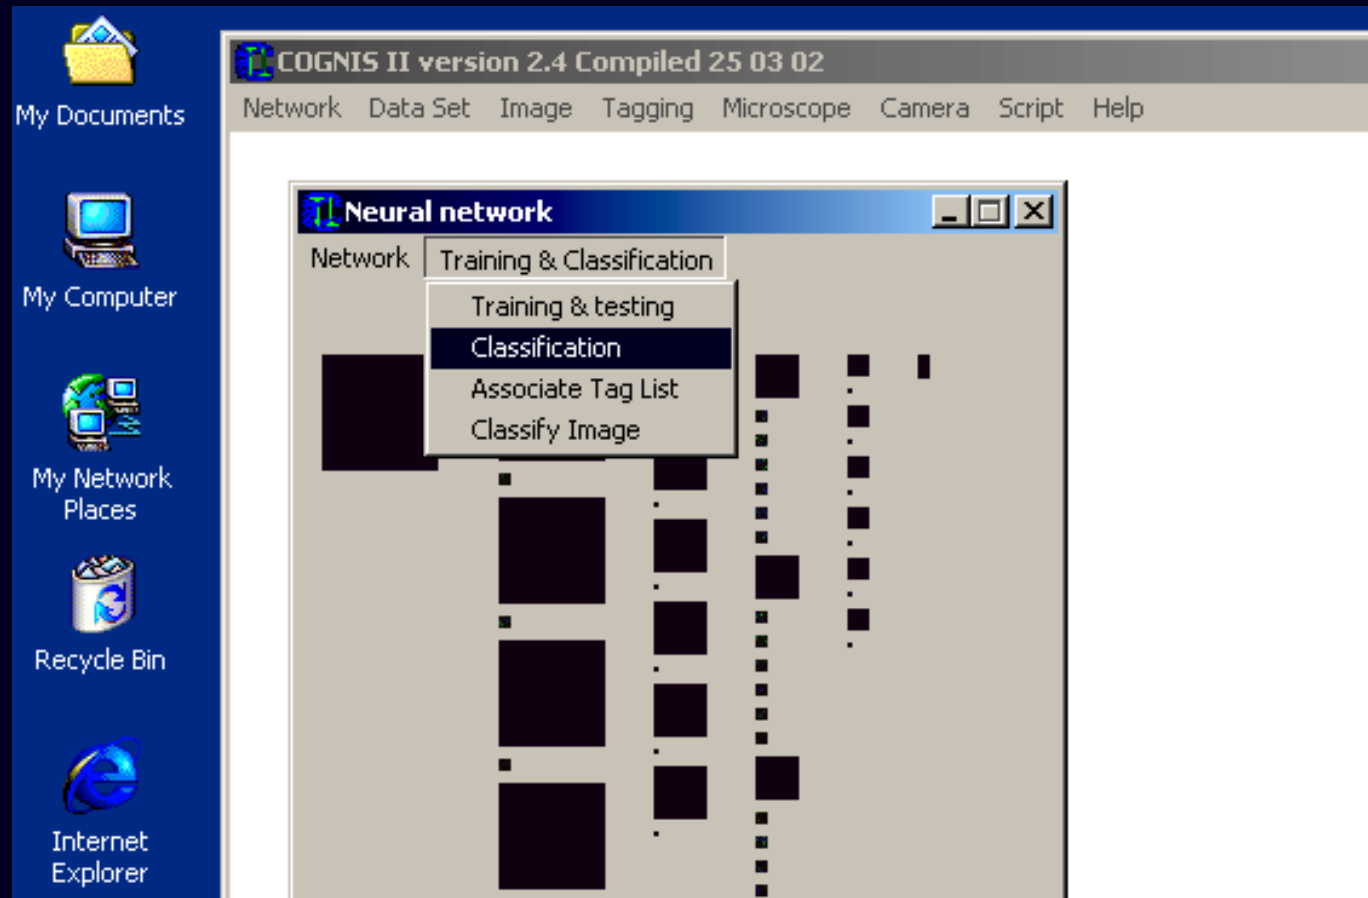 My Documents
My Computer
My Network
Places
Recycle Bin
Internet
Explorer
COGNIS II version 2.4 Compiled 25 03 02
Network Data Set Image Tagging Microscope Camera Script Help
Neural network
Network Training & Classification
Training & testing
Classification
Associate Tag List
Classify Image